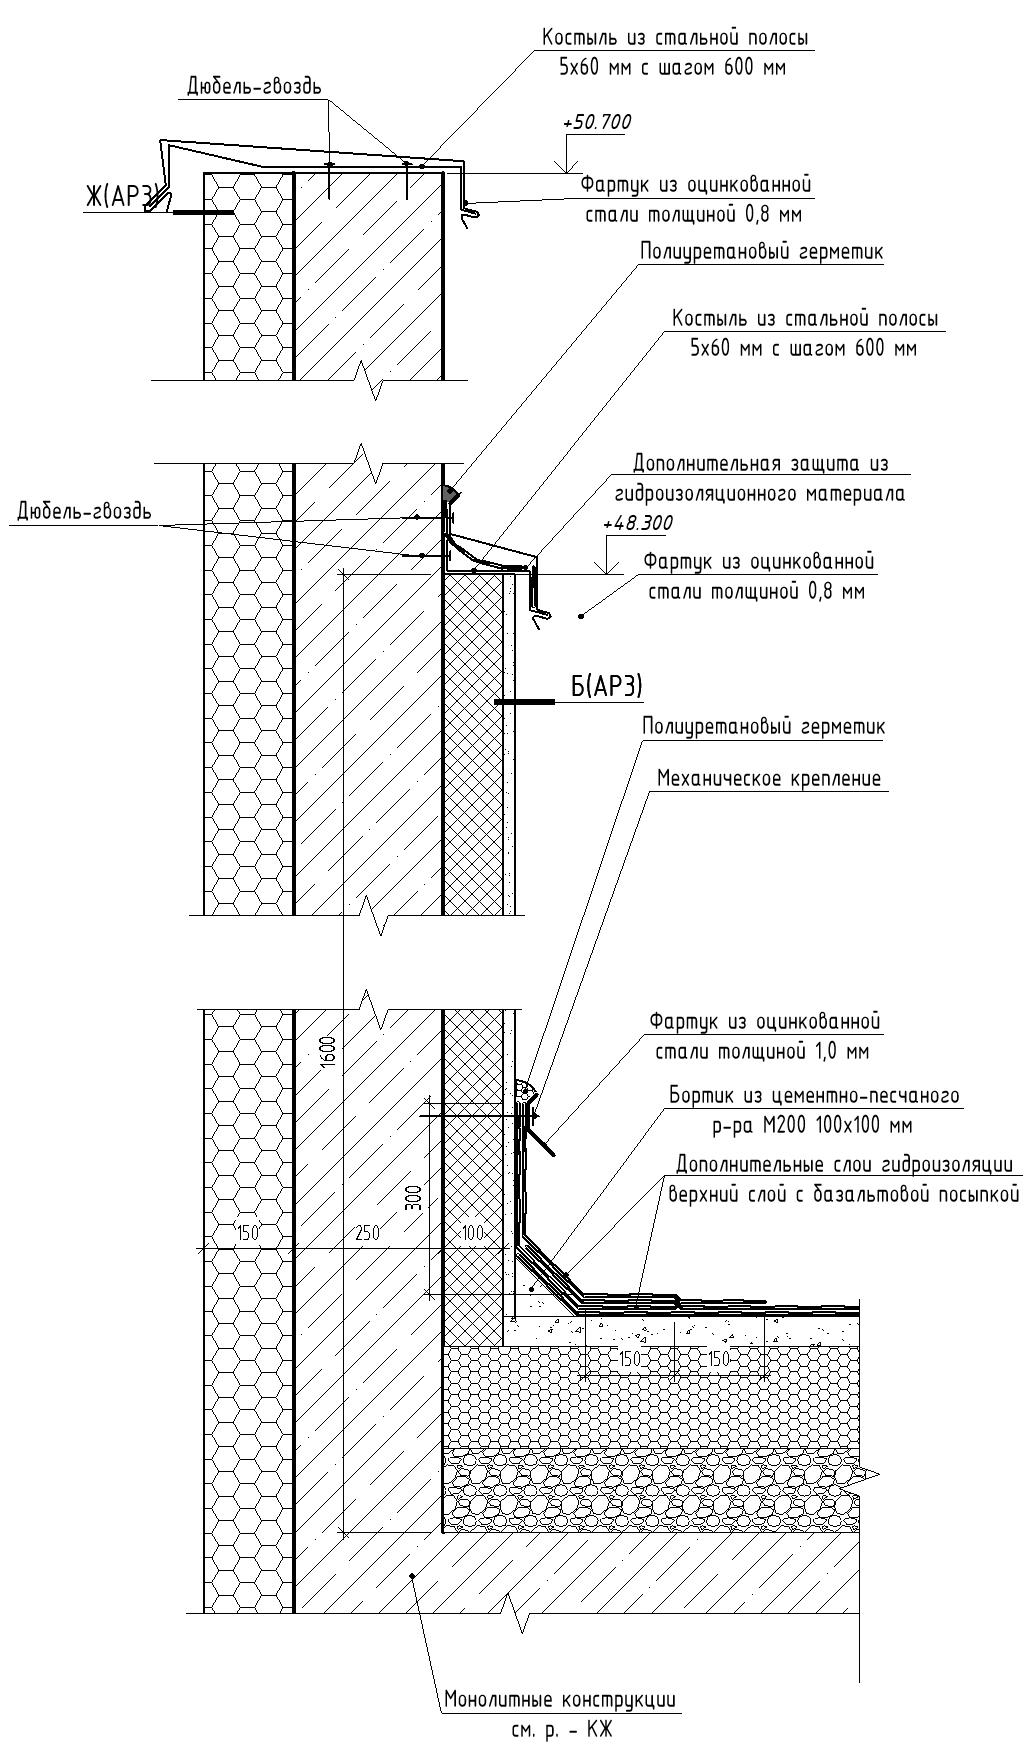 Костыль из стальной полосы
5х60 мм с шагом 600 мм
Дюбель-гвоздь
+50.700
Ж(АР3)
Фартук из оцинкованной
стали толщиной 0,8 мм
Полиуретановый герметик
Костыль из стальной полосы
5х60 мм с шагом 600 мм
Дополнительная защита из
гидроизоляционного материала
Дюбель-гвоздь
+48.300
Фартук из оцинкованной
стали толщиной 0,8 мм
Б(АР3)
Полиуретановый герметик
Механическое крепление
Фартук из оцинкованной
стали толщиной 1,0 мм
1600
Бортик из цементно-песчаного
р-ра М200 100х100 мм
Дополнительные слои гидроизоляции
верхний слой с базальтовой посыпкой
300
150
250
100
150
150
Монолитные конструкции
см. р. - КЖ